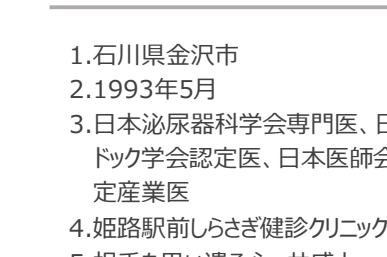 1.石川県金沢市
2.1993年5月
3.日本泌尿器科学会専門医、
ドック学会認定医、日本医師会
定産業医
4.姫路駅前しらさぎ健診クリニック